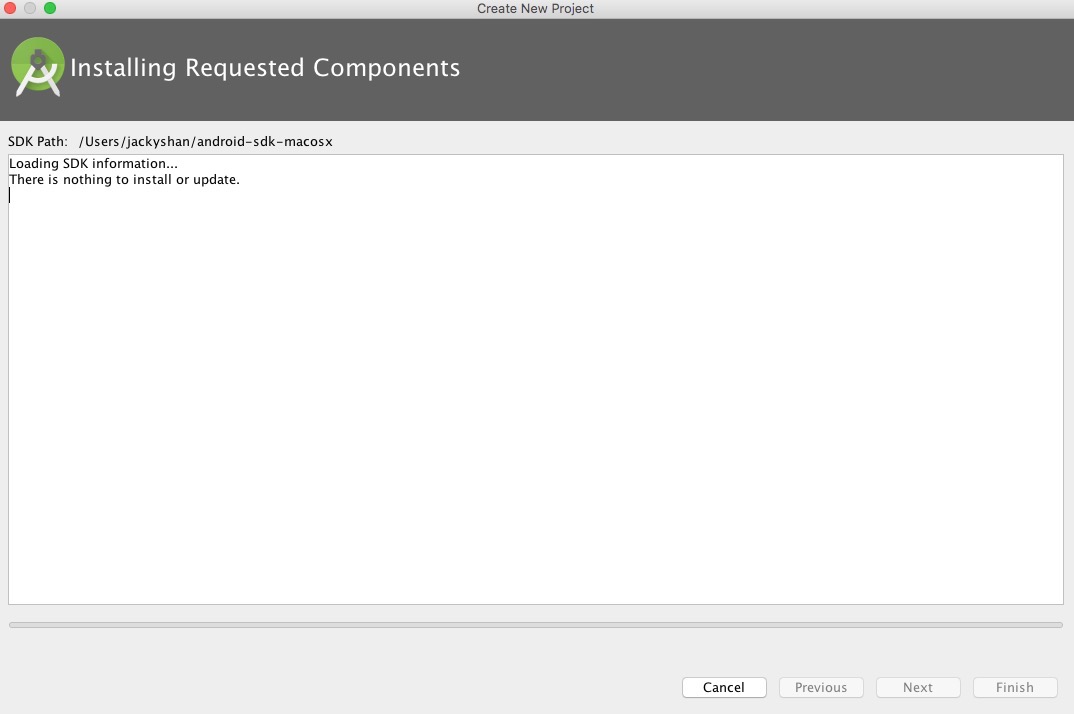 Create New Project
Installing Requested Components
SDK Path: /Users/jackyshan/android-sdk-macosx
Loading SDK information...
There is nothing to install or update.
Cancel Previous Next Finish